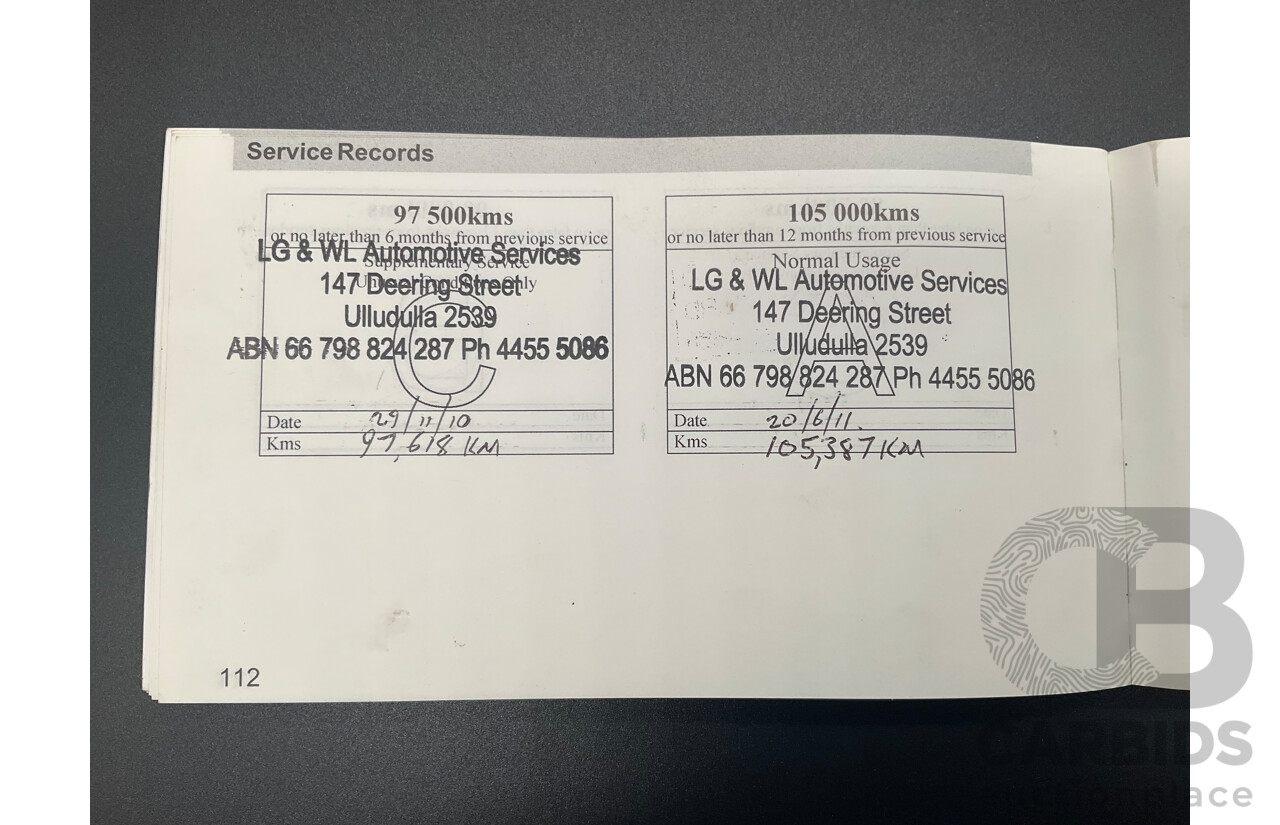 Service Records
97 500kms
or no later than 6 months from previous service
Supplementary Service
LG & WL Automotive Services
147 Deering Street
Ulludulla 2539
ABN 66 798 824 287 Ph 4455 5086
C
Date 29/11/10
Kms 97,618 KM
105 000kms
or no later than 12 months from previous service
Normal Usage
LG & WL Automotive Services
147 Deering Street
Ulludulla 2539
ABN 66 798 824 287 Ph 4455 5086
A
Date 20/6/11.
Kms 105,387 KM
112
CB
CARBIDS
auctionplace